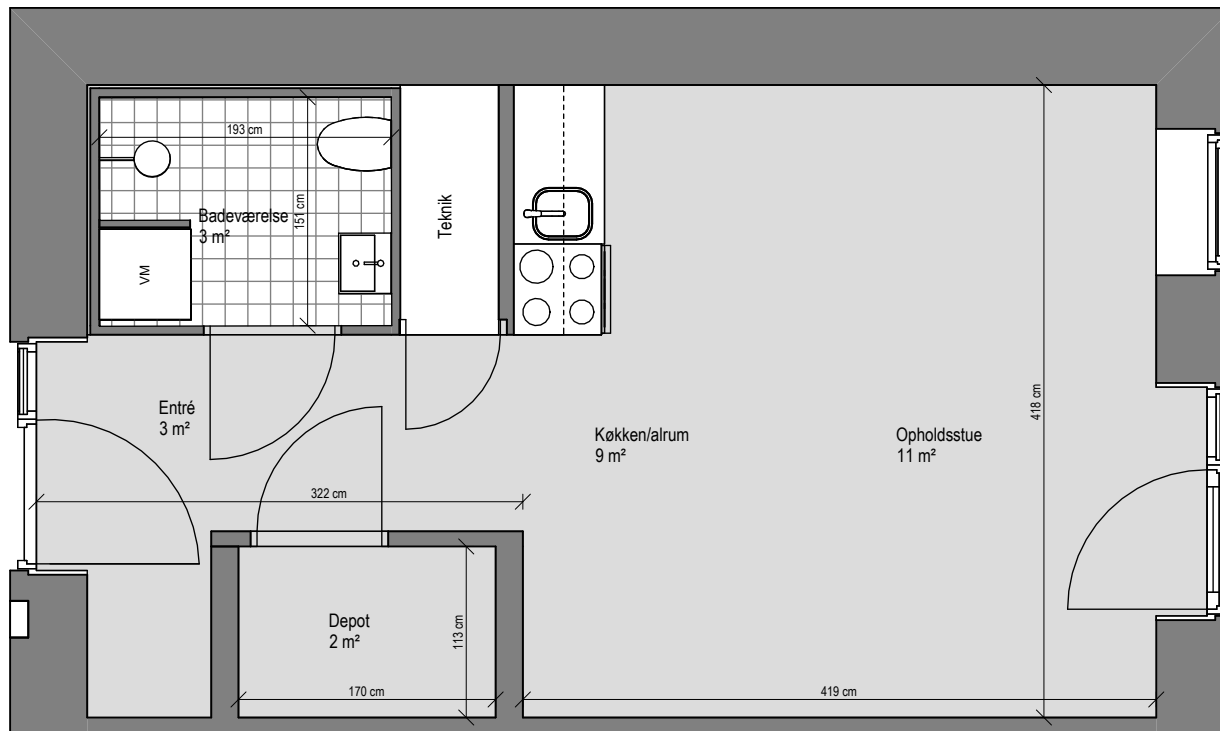 193 cm
151 cm
Badeværelse
3 m²
VM
Teknik
Entré
3 m²
Køkken/alrum
9 m²
Opholdsstue
11 m²
418 cm
322 cm
Depot
2 m²
113 cm
170 cm
419 cm